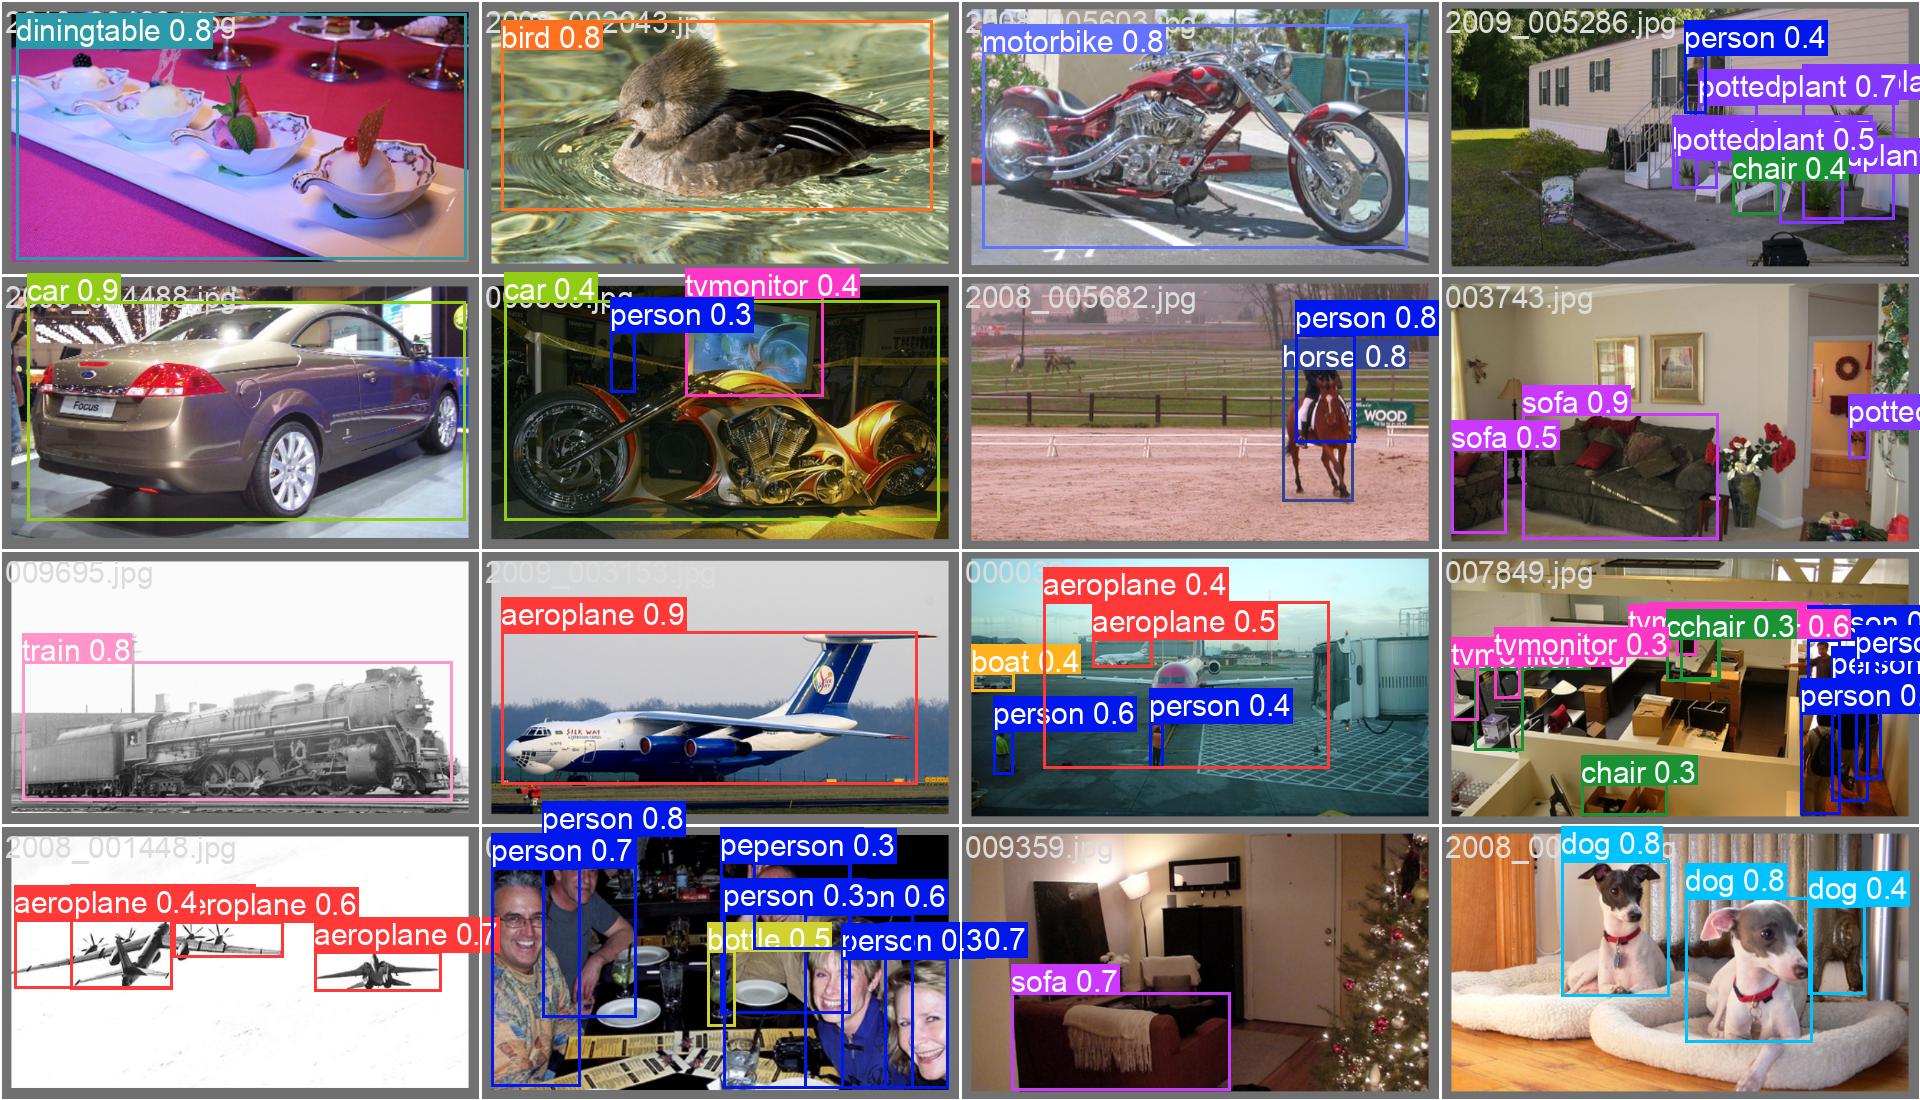 diningtable 0.8
bird 0.8
2043.jpg
motorbike 0.8
005603.jpg
2009_005286.jpg
person 0.4
pottedplant 0.7
pottedplant 0.5
chair 0.4
car 0.9
4488.jpg
Focus
car 0.4
tvmonitor 0.4
person 0.3
2008_005682.jpg
person 0.8
horse 0.8
WOOD
003743.jpg
sofa 0.9
sofa 0.5
009695.jpg
train 0.8
2009_003153.jpg
aeroplane 0.9
SILK WAY
aeroplane 0.4
aeroplane 0.5
boat 0.4
person 0.6
person 0.4
007849.jpg
chair 0.3
0.6
tvmonitor 0.3
chair 0.3
2008_001448.jpg
aeroplane 0.4
aeroplane 0.7
person 0.8
person 0.7
person 0.3
person 0.3
0.6
bottle 0.5
person 0.3
0.7
009359.jpg
sofa 0.7
dog 0.8
dog 0.8
dog 0.4